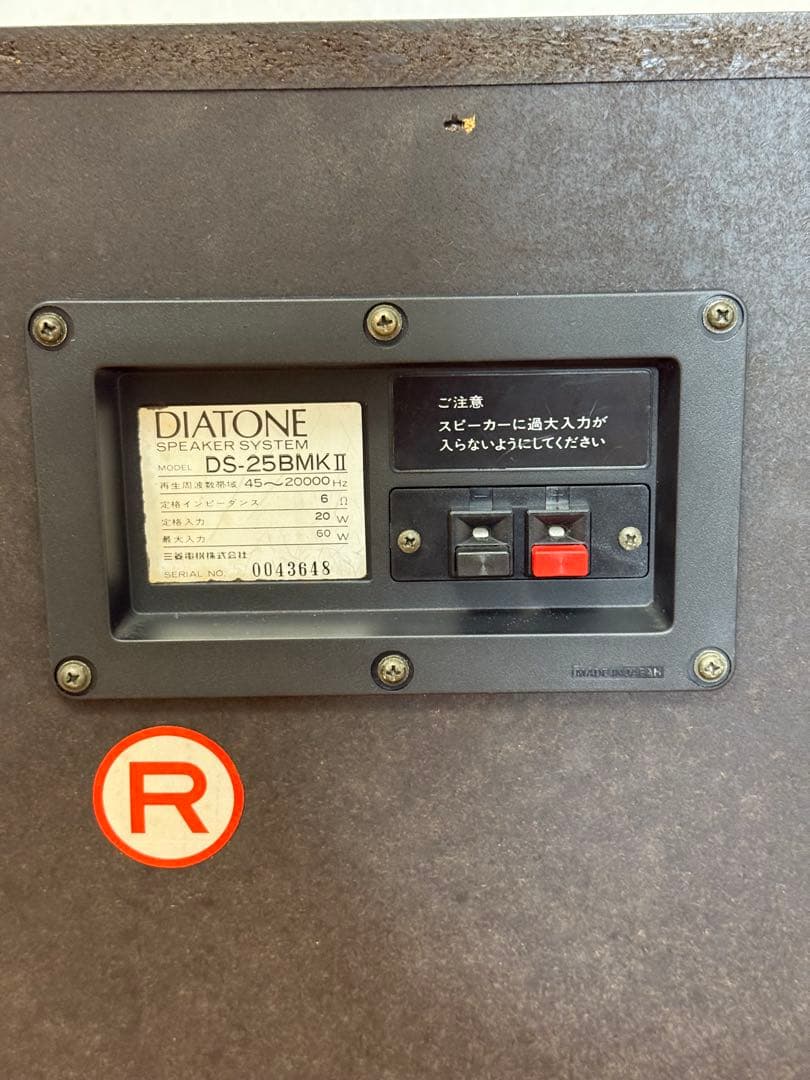 DIATONE
SPEAKER SYSTEM
MODEL DS-25BMKⅡ
再生周波数帯域/ 45〜20000 Hz
定格インピーダンス/ 6 Ω
定格入力/ 20 W
最大入力/ 60 W
三菱電機株式会社
SERIAL NO. 0043648
ご注意
スピーカーに過大入力が
入らないようにしてください
MADE IN JAPAN
R